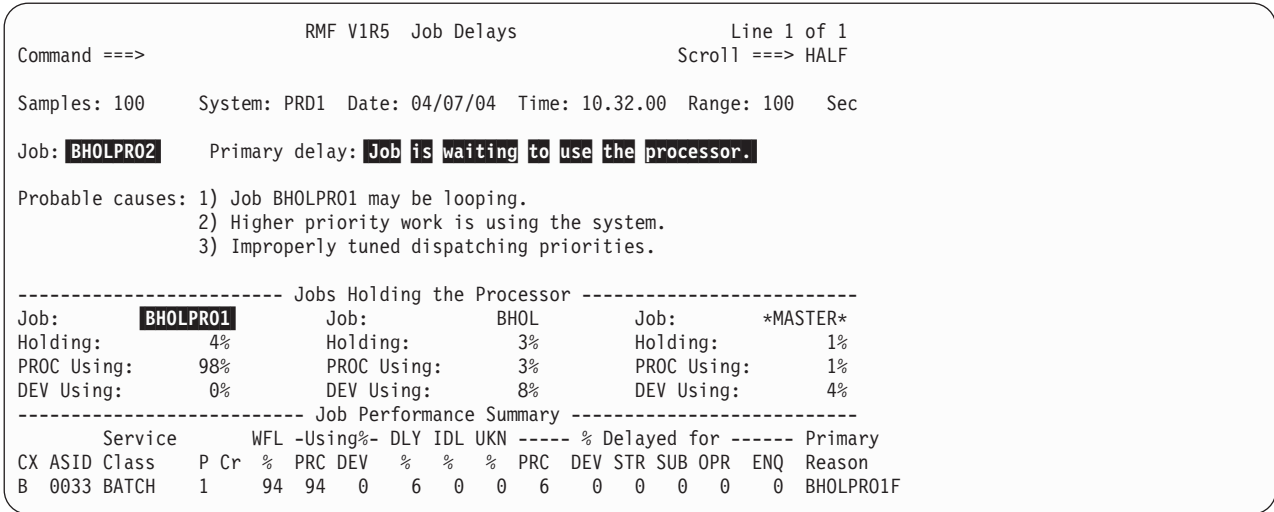 RMF V1R5 Job Delays Line 1 of 1
Command ===> Scroll ===> HALF
Samples: 100 System: PRD1 Date: 04/07/04 Time: 10.32.00 Range: 100 Sec
Job: BHOLPRO2 Primary delay: Job is waiting to use the processor.
Probable causes: 1) Job BHOLPRO1 may be looping.
2) Higher priority work is using the system.
3) Improperly tuned dispatching priorities.
------------------------- Jobs Holding the Processor --------------------------
Job: BHOLPRO1 Job: BHOL Job: *MASTER*
Holding: 4% Holding: 3% Holding: 1%
PROC Using: 98% PROC Using: 3% PROC Using: 1%
DEV Using: 0% DEV Using: 8% DEV Using: 4%
--------------------------- Job Performance Summary ---------------------------
Service WFL -Using%- DLY IDL UKN ----- % Delayed for ------ Primary
CX ASID Class P Cr % PRC DEV % % % PRC DEV STR SUB OPR ENQ Reason
B 0033 BATCH 1 94 94 0 6 0 0 6 0 0 0 0 0 BHOLPRO1F